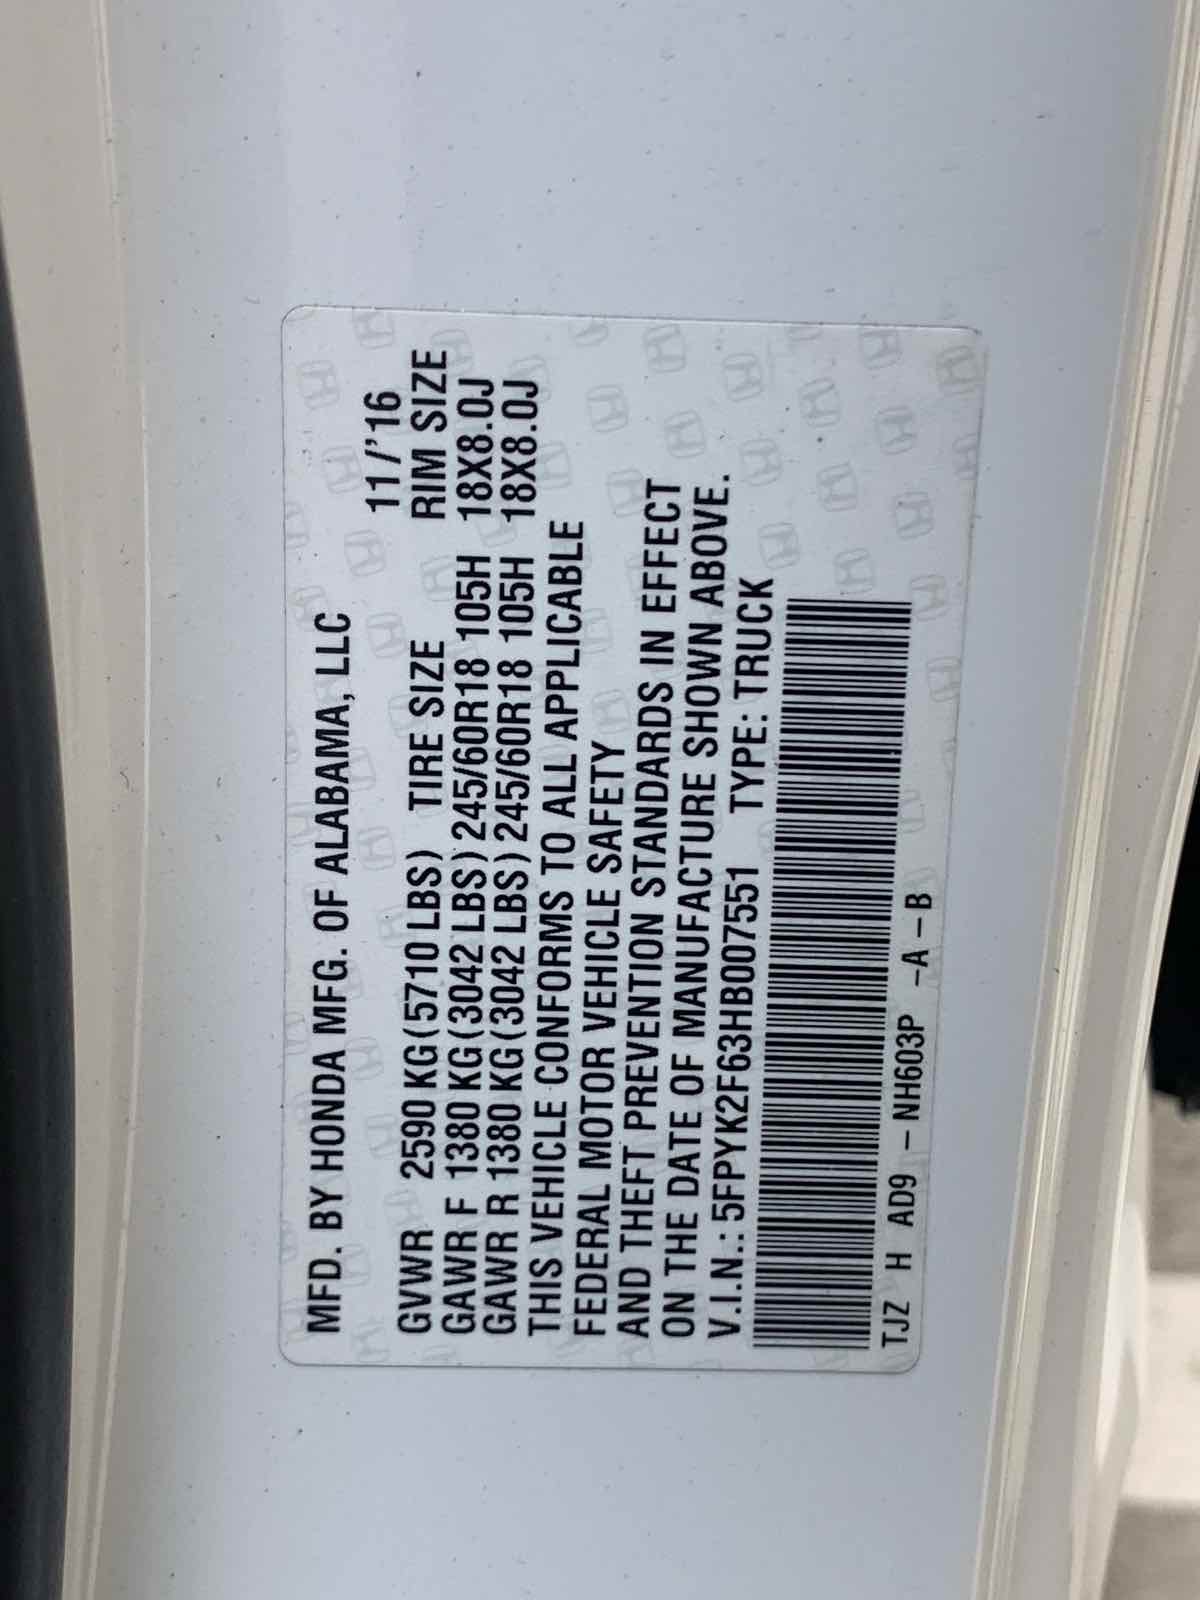 MFD. BY HONDA MFG. OF ALABAMA, LLC
11/'16
GVWR 2590 KG(5710 LBS) TIRE SIZE RIM SIZE
GAWR F 1380 KG(3042 LBS) 245/60R18 105H 18X8.0J
GAWR R 1380 KG(3042 LBS) 245/60R18 105H 18X8.0J
THIS VEHICLE CONFORMS TO ALL APPLICABLE
FEDERAL MOTOR VEHICLE SAFETY
AND THEFT PREVENTION STANDARDS IN EFFECT
ON THE DATE OF MANUFACTURE SHOWN ABOVE.
V.I.N.: 5FPYK2F63HB007551 TYPE: TRUCK
TJZ H AD9 – NH603P –A – B